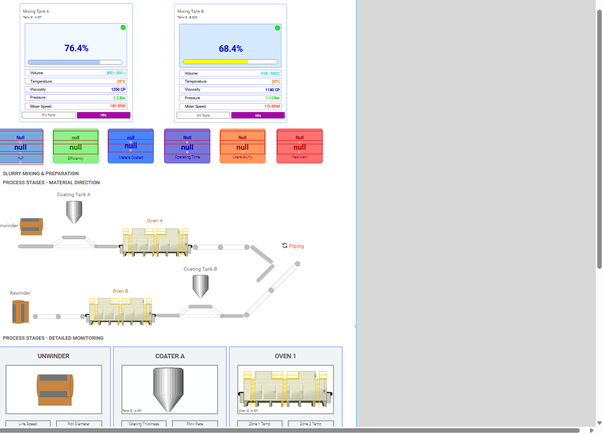 Mixing Tank A
Mixing Tank B
76.4%
68.4%
Volume
Temperature
25°C
Viscosity
1250 CP
Pressure
1.2 Bar
Mixer Speed
180 RPM
Volume
Temperature
24°C
Viscosity
1180 CP
Pressure
1.1 Bar
Mixer Speed
170 RPM
Fill Tank
Mix
Fill Tank
Mix
Null
null
Null
null
Efficiency
Null
null
Null
null
Operating Time
Null
null
Null
null
SLURRY MIXING & PREPARATION
PROCESS STAGES - MATERIAL DIRECTION
Coating Tank A
nwinder
Oven A
Fliping
Coating Tank B
Rewinder
Oven B
PROCESS STAGES - DETAILED MONITORING
UNWINDER
COATER A
OVEN 1
Line Speed
Roll Diameter
Coating Thickness
Flow Rate
Zone 1 Temp
Zone 2 Temp